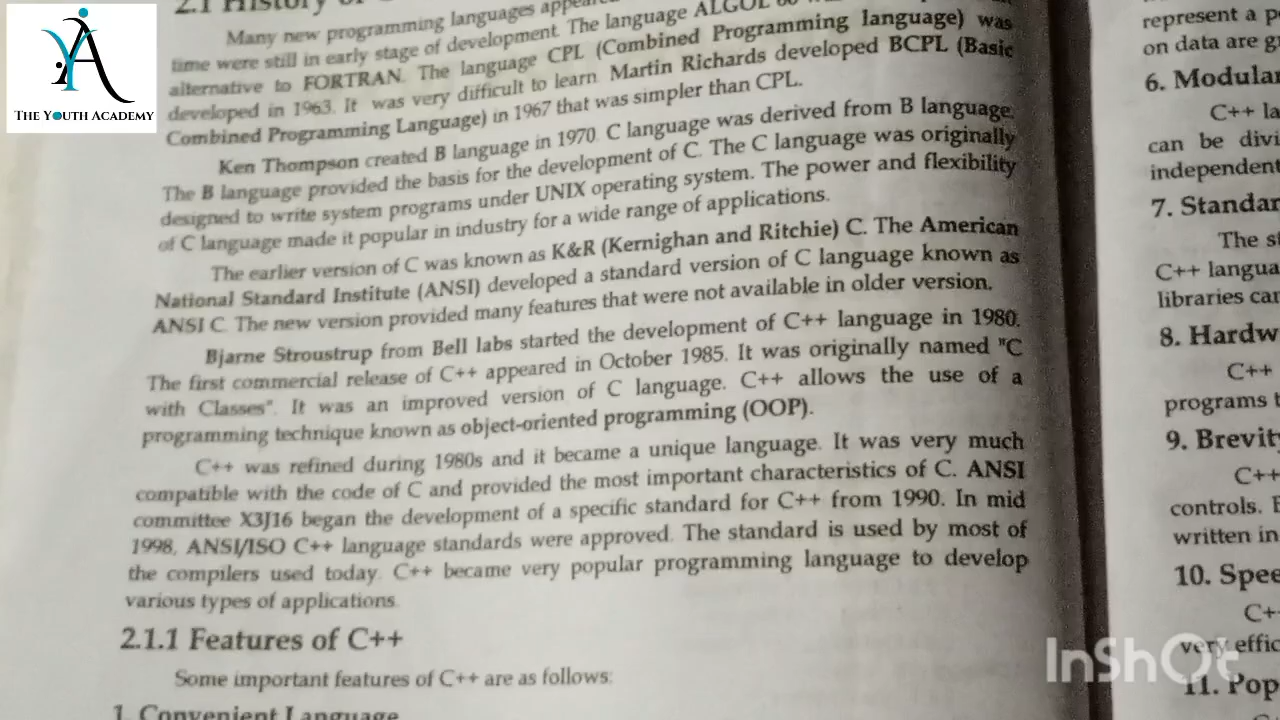 THE YOUTH ACADEMY
2.1 History of
Many new programming languages appeared
time were still in early stage of development. The language ALGOL 60
alternative to FORTRAN. The language CPL (Combined Programming language) was
developed in 1963. It was very difficult to learn. Martin Richards developed BCPL (Basic
Combined Programming Language) in 1967 that was simpler than CPL.
Ken Thompson created B language in 1970. C language was derived from B language.
The B language provided the basis for the development of C. The C language was originally
designed to write system programs under UNIX operating system. The power and flexibility
of C language made it popular in industry for a wide range of applications.
The earlier version of C was known as K&R (Kernighan and Ritchie) C. The American
National Standard Institute (ANSI) developed a standard version of C language known as
ANSI C. The new version provided many features that were not available in older version.
Bjarne Stroustrup from Bell labs started the development of C++ language in 1980.
The first commercial release of C++ appeared in October 1985. It was originally named "C
with Classes". It was an improved version of C language. C++ allows the use of a
programming technique known as object-oriented programming (OOP).
C++ was refined during 1980s and it became a unique language. It was very much
compatible with the code of C and provided the most important characteristics of C. ANSI
committee X3J16 began the development of a specific standard for C++ from 1990. In mid
1998, ANSI/ISO C++ language standards were approved. The standard is used by most of
the compilers used today. C++ became very popular programming language to develop
various types of applications.
2.1.1 Features of C++
Some important features of C++ are as follows:
1. Convenient Language
represent a p
on data are g
6. Modular
C++ la
can be divi
independent
7. Standar
The st
C++ langua
libraries can
8. Hardw
C++
programs t
9. Brevity
C++
controls. E
written in
10. Spee
C+
very effic
11. Pop
InShOt